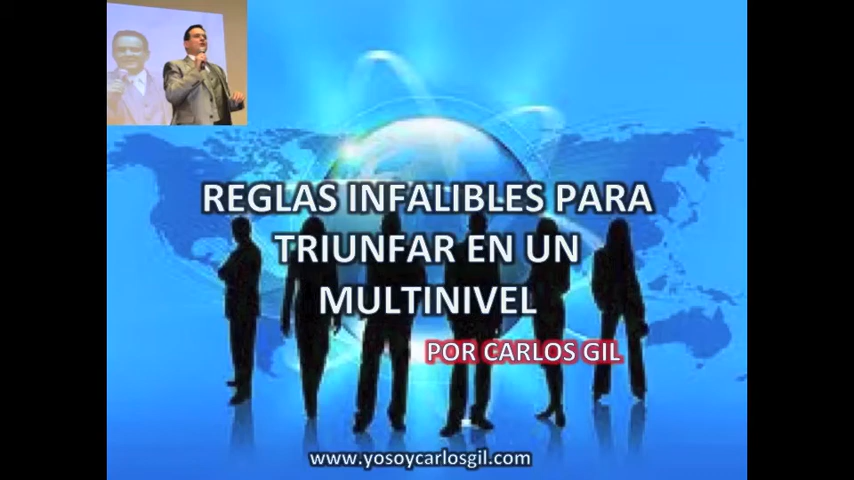 REGLAS INFALIBLES PARA
TRIUNFAR EN UN
MULTINIVEL
POR CARLOS GIL
www.yosoycarlosgil.com